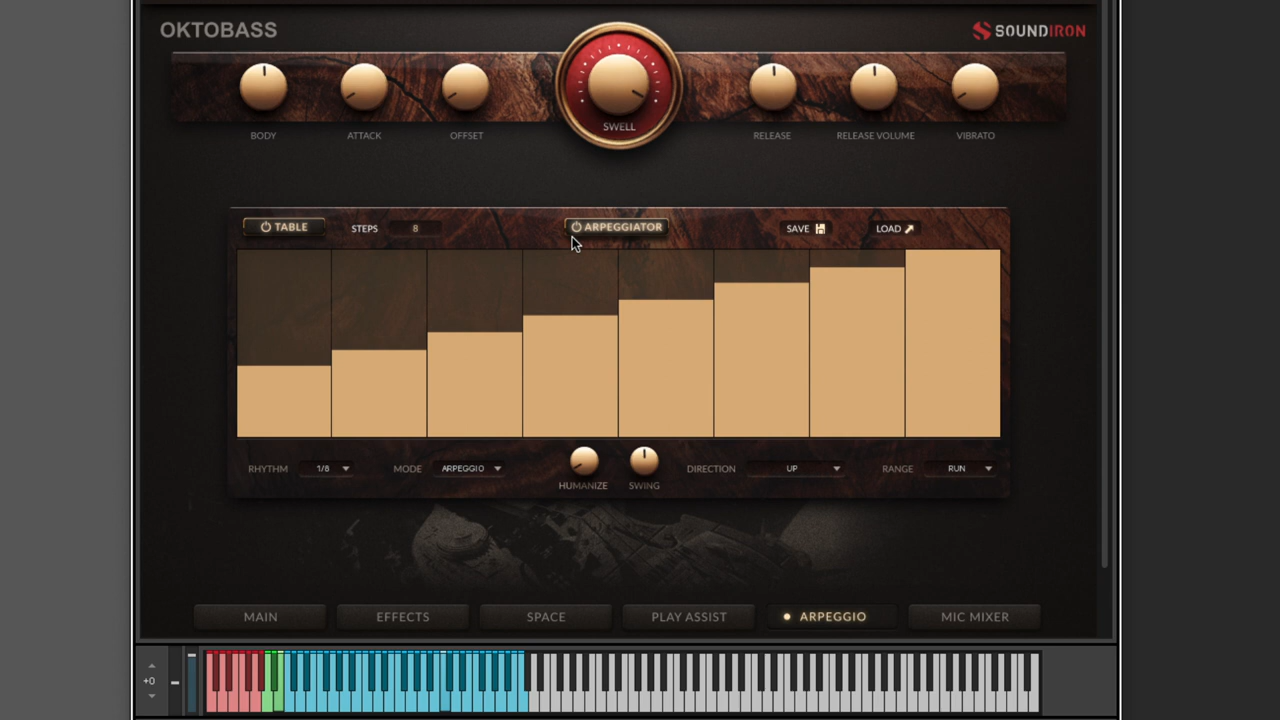 OKTOBASS
SOUNDIRON
SWELL
BODY ATTACK OFFSET RELEASE RELEASE VOLUME VIBRATO
TABLE STEPS 8 ARPEGGIATOR SAVE LOAD
RHYTHM 1/8 MODE ARPEGGIO DIRECTION UP RANGE RUN
HUMANIZE SWING
MAIN EFFECTS SPACE PLAY ASSIST ARPEGGIO MIC MIXER
+0